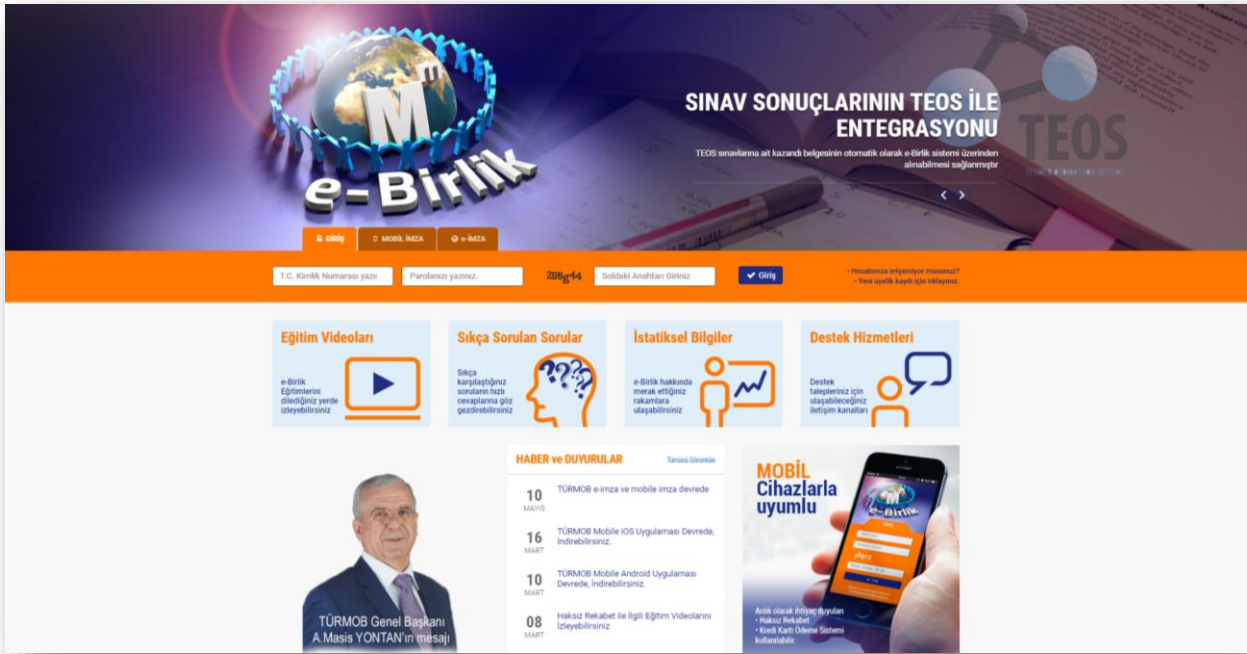 Mm
e-Birlik
SINAV SONUÇLARININ TEOS İLE
ENTEGRASYONU
TEOS sınavlarına ait kazandı belgesinin otomatik olarak e-Birlik sistemi üzerinden
alınabilmesi sağlanmıştır
TEOS
GİRİŞ
MOBİL İMZA
e-İMZA
T.C. Kimlik Numarası yazıı
Parolanızı yazınız.
298g44
Soldaki Anahtarı Giriniz
Giriş
• Hesabınıza erişemiyor musunuz?
• Yeni üyelik kaydı için tıklayınız.
Eğitim Videoları
e-Birlik
Eğitimlerini
dilediğiniz yerde
izleyebilirsiniz
Sıkça Sorulan Sorular
Sıkça
karşılaştığınız
soruların hızlı
cevaplarına göz
gezdirebilirsiniz
????
İstatiksel Bilgiler
e-Birlik hakkında
merak ettiğiniz
rakamlara
ulaşabilirsiniz
Destek Hizmetleri
Destek
talepleriniz için
ulaşabileceğiniz
iletişim kanalları
TÜRMOB Genel Başkanı
A.Masis YONTAN'ın mesajı
HABER ve DUYURULAR
Tümünü Görüntüle
10
MAYIS
TÜRMOB e-imza ve mobile imza devrede
16
MART
TÜRMOB Mobile iOS Uygulaması Devrede,
İndirebilirsiniz.
10
MART
TÜRMOB Mobile Android Uygulaması
Devrede, İndirebilirsiniz.
08
MART
Haksız Rekabet ile İlgili Eğitim Videolarını
İzleyebilirsiniz
MOBİL
Cihazlarla
uyumlu
e-Birlik
Anlık olarak ihtiyaç duyulan
• Haksız Rekabet
• Kredi Kartı Ödeme Sistemi
kullanılabilir.